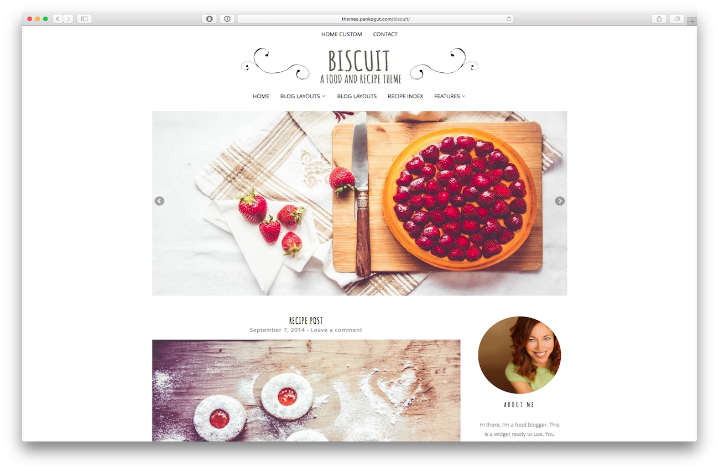 themes.pankogut.com/biscuit/
HOME CUSTOM CONTACT
BISCUIT
A FOOD AND RECIPE THEME
HOME BLOG LAYOUTS BLOG LAYOUTS RECIPE INDEX FEATURES
RECIPE POST
September 7, 2014 - Leave a comment
ABOUT ME
Hi there, I'm a food blogger. This
is a widget ready to use. You